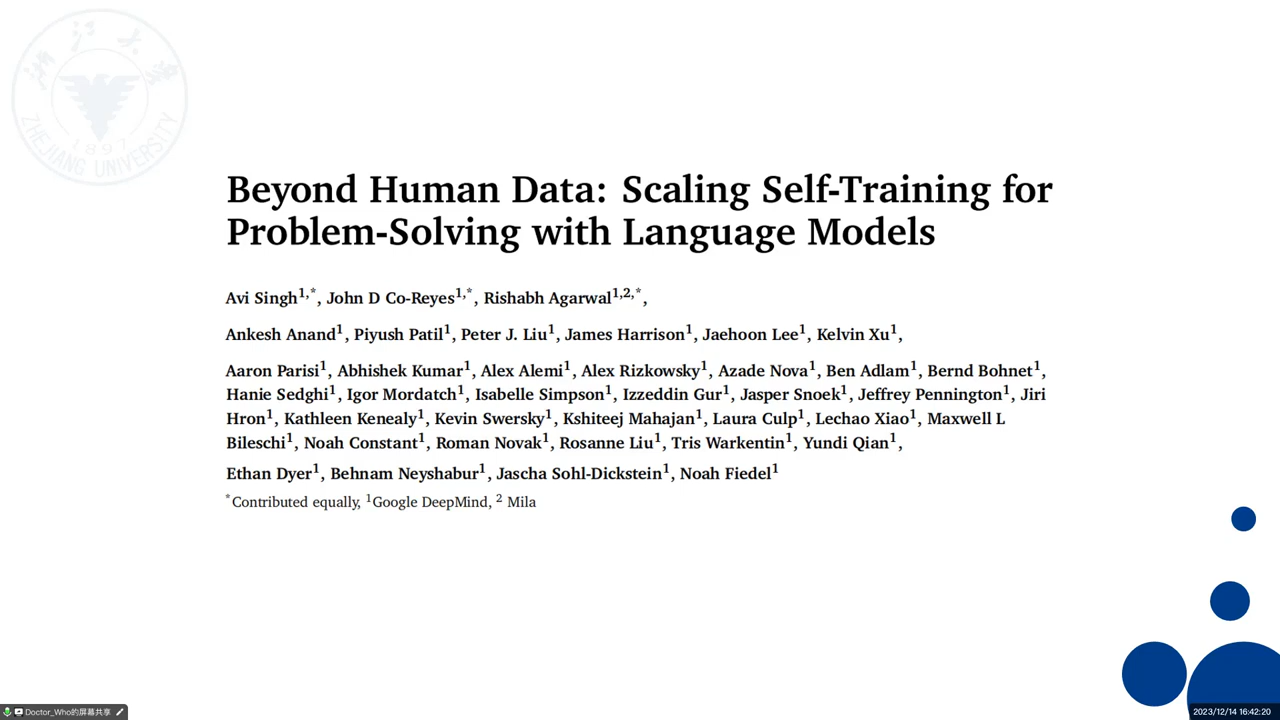 ZHEJIANG UNIVERSITY
1897
Beyond Human Data: Scaling Self-Training for
Problem-Solving with Language Models
Avi Singh1,*, John D Co-Reyes1,*, Rishabh Agarwal1,2,*,
Ankesh Anand1, Piyush Patil1, Peter J. Liu1, James Harrison1, Jaehoon Lee1, Kelvin Xu1,
Aaron Parisi1, Abhishek Kumar1, Alex Alemi1, Alex Rizkowsky1, Azade Nova1, Ben Adlam1, Bernd Bohnet1,
Hanie Sedghi1, Igor Mordatch1, Isabelle Simpson1, Izzeddin Gur1, Jasper Snoek1, Jeffrey Pennington1, Jiri
Hron1, Kathleen Kenealy1, Kevin Swersky1, Kshiteej Mahajan1, Laura Culp1, Lechao Xiao1, Maxwell L
Bileschi1, Noah Constant1, Roman Novak1, Rosanne Liu1, Tris Warkentin1, Yundi Qian1,
Ethan Dyer1, Behnam Neyshabur1, Jascha Sohl-Dickstein1, Noah Fiedel1
*Contributed equally, 1Google DeepMind, 2 Mila
Doctor_Who的屏幕共享
2023/12/14 16:42:20